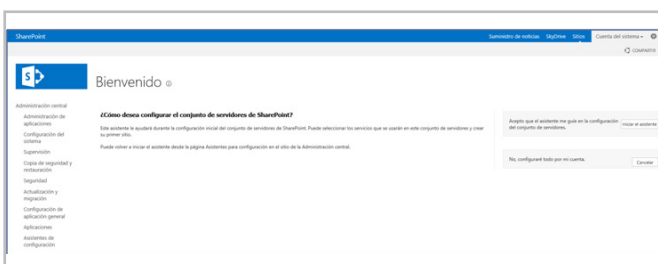 SharePoint
Suministro de noticias SkyDrive Sitios Cuenta del sistema
COMPARTIR
S
Bienvenido
Administración central
Administración de
aplicaciones
Configuración del
sistema
Supervisión
Copia de seguridad y
restauración
Seguridad
Actualización y
migración
Configuración de
aplicación general
Aplicaciones
Asistentes de
configuración
¿Cómo desea configurar el conjunto de servidores de SharePoint?
Este asistente le ayudará durante la configuración inicial del conjunto de servidores de SharePoint. Puede seleccionar los servicios que se usarán en este conjunto de servidores y crear
su primer sitio.
Puede volver a iniciar el asistente desde la página Asistentes para configuración en el sitio de la Administración central.
Acepto que el asistente me guíe en la configuración
del conjunto de servidores.
Iniciar el asistente
No, configuraré todo por mi cuenta.
Cancelar